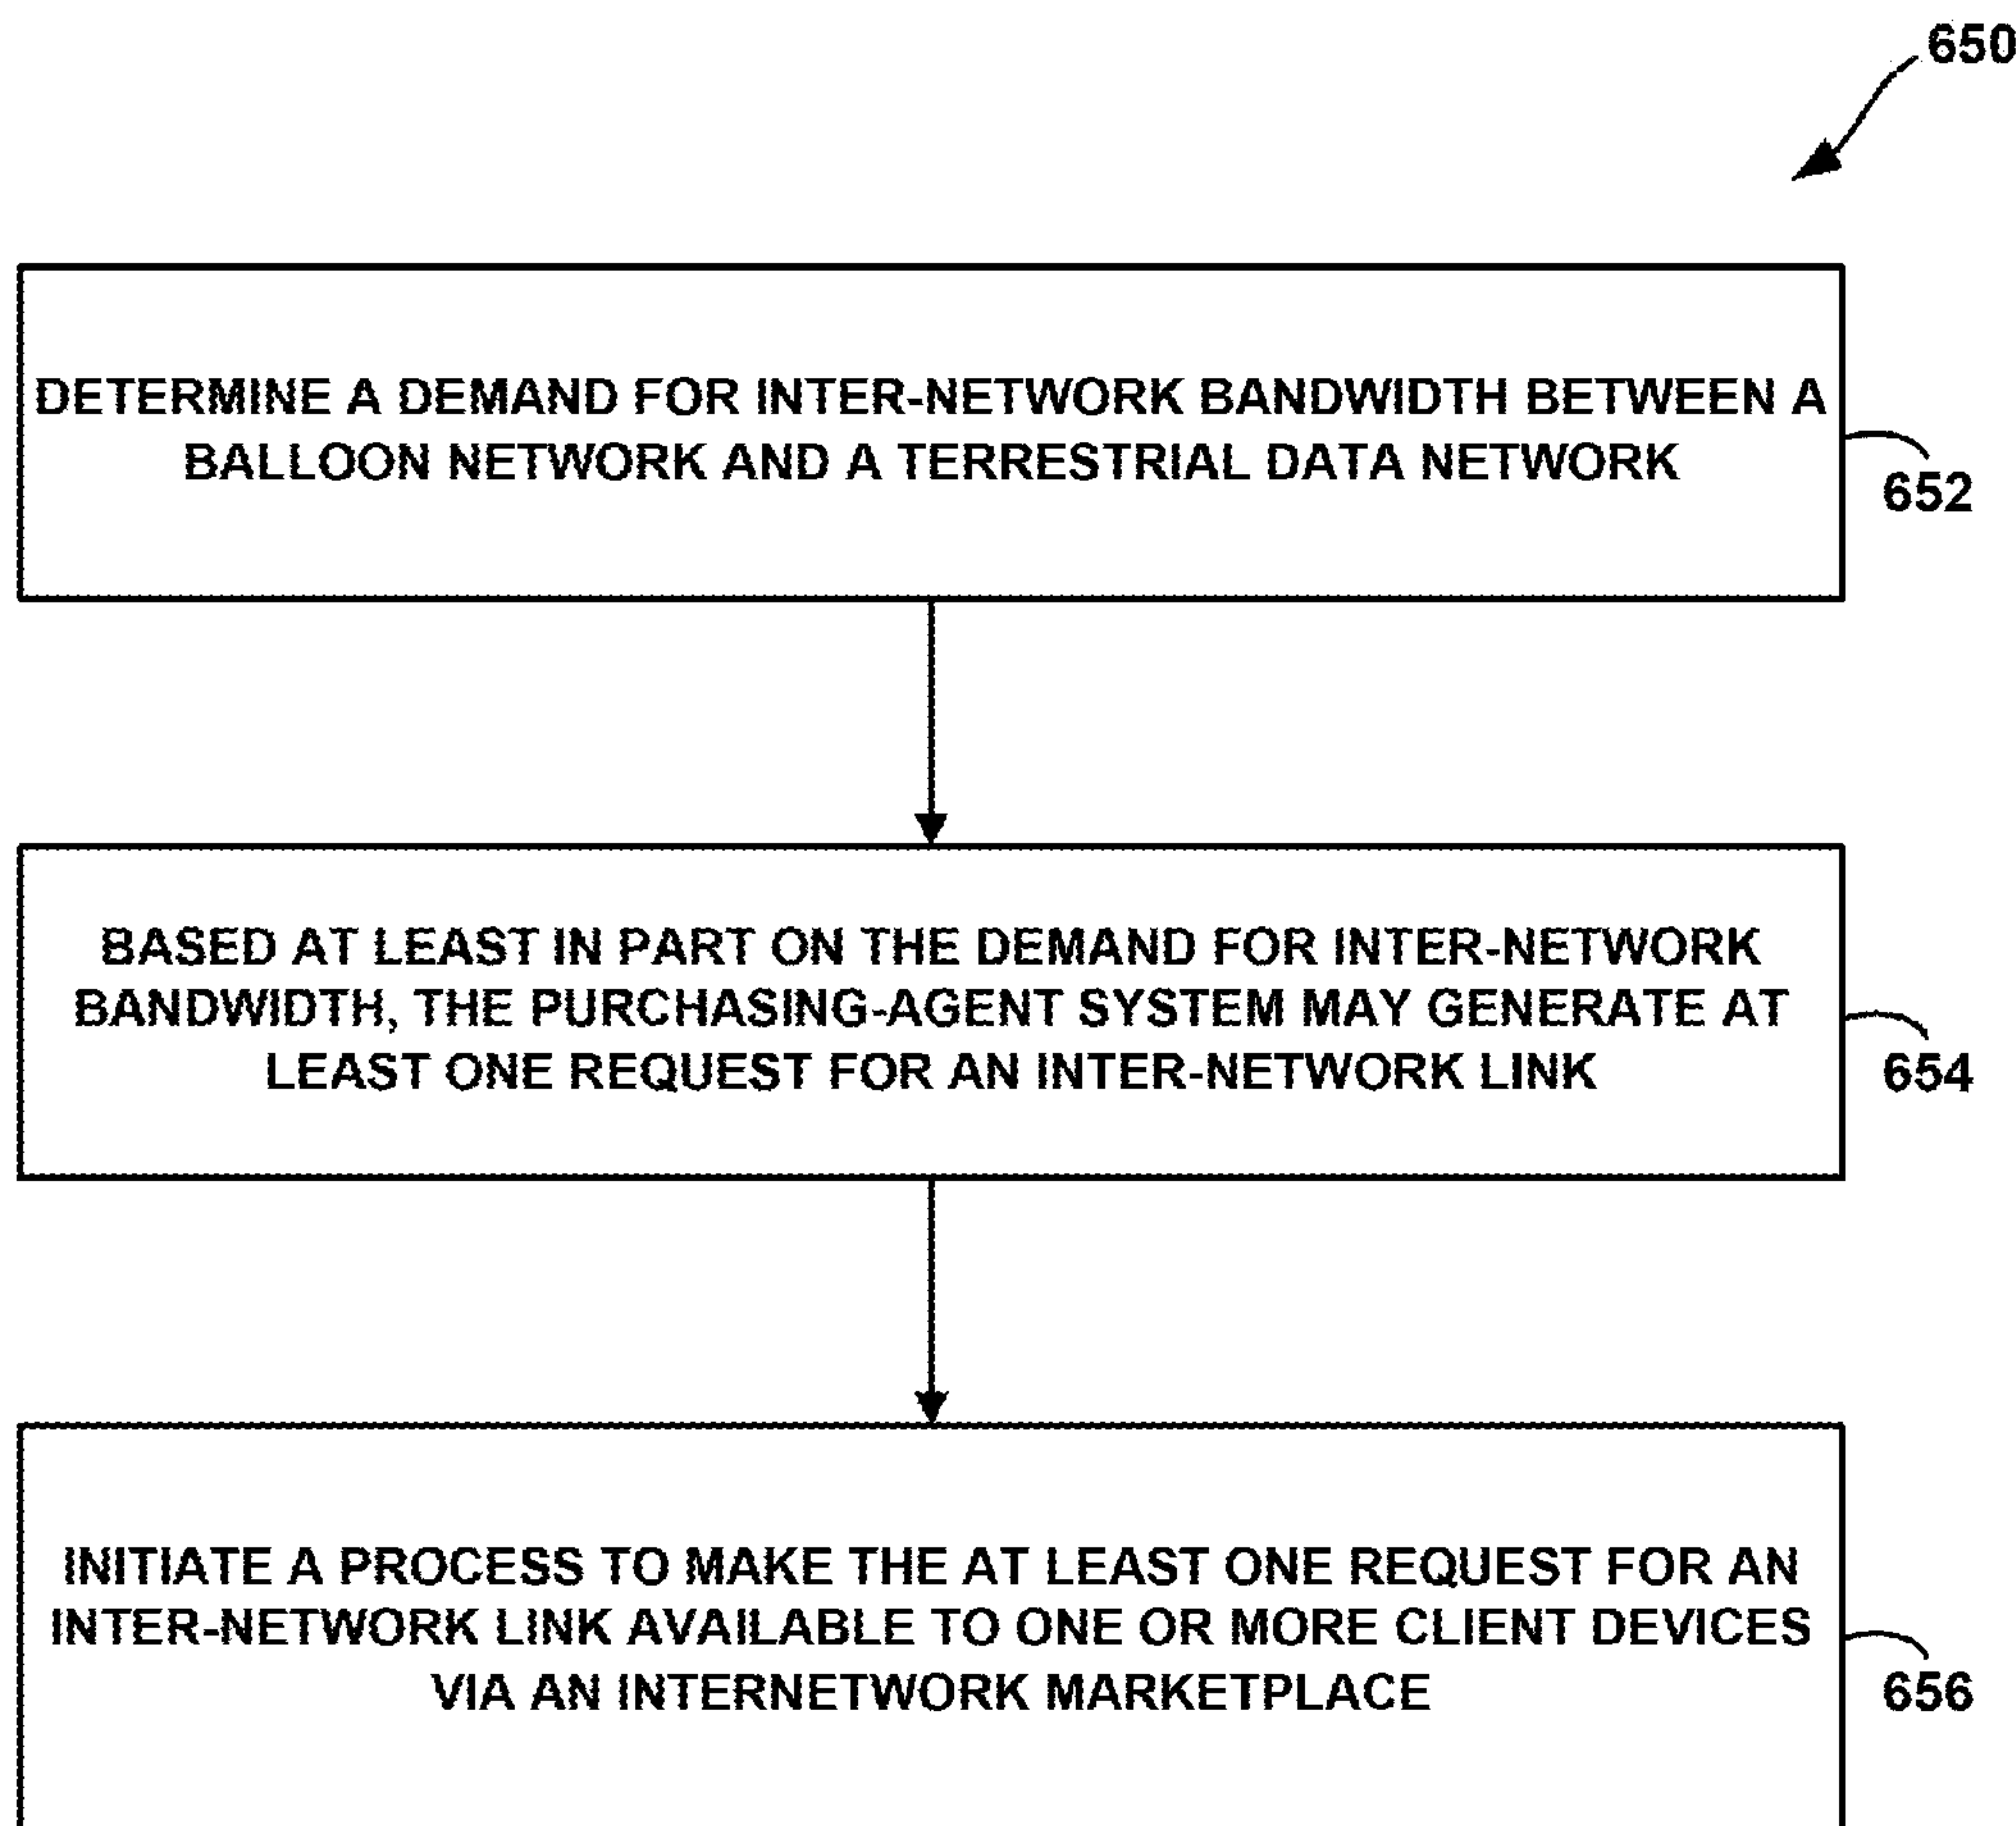 650
DETERMINE A DEMAND FOR INTER-NETWORK BANDWIDTH BETWEEN A
BALLOON NETWORK AND A TERRESTRIAL DATA NETWORK
652
BASED AT LEAST IN PART ON THE DEMAND FOR INTER-NETWORK
BANDWIDTH, THE PURCHASING-AGENT SYSTEM MAY GENERATE AT
LEAST ONE REQUEST FOR AN INTER-NETWORK LINK
654
INITIATE A PROCESS TO MAKE THE AT LEAST ONE REQUEST FOR AN
INTER-NETWORK LINK AVAILABLE TO ONE OR MORE CLIENT DEVICES
VIA AN INTERNETWORK MARKETPLACE
656